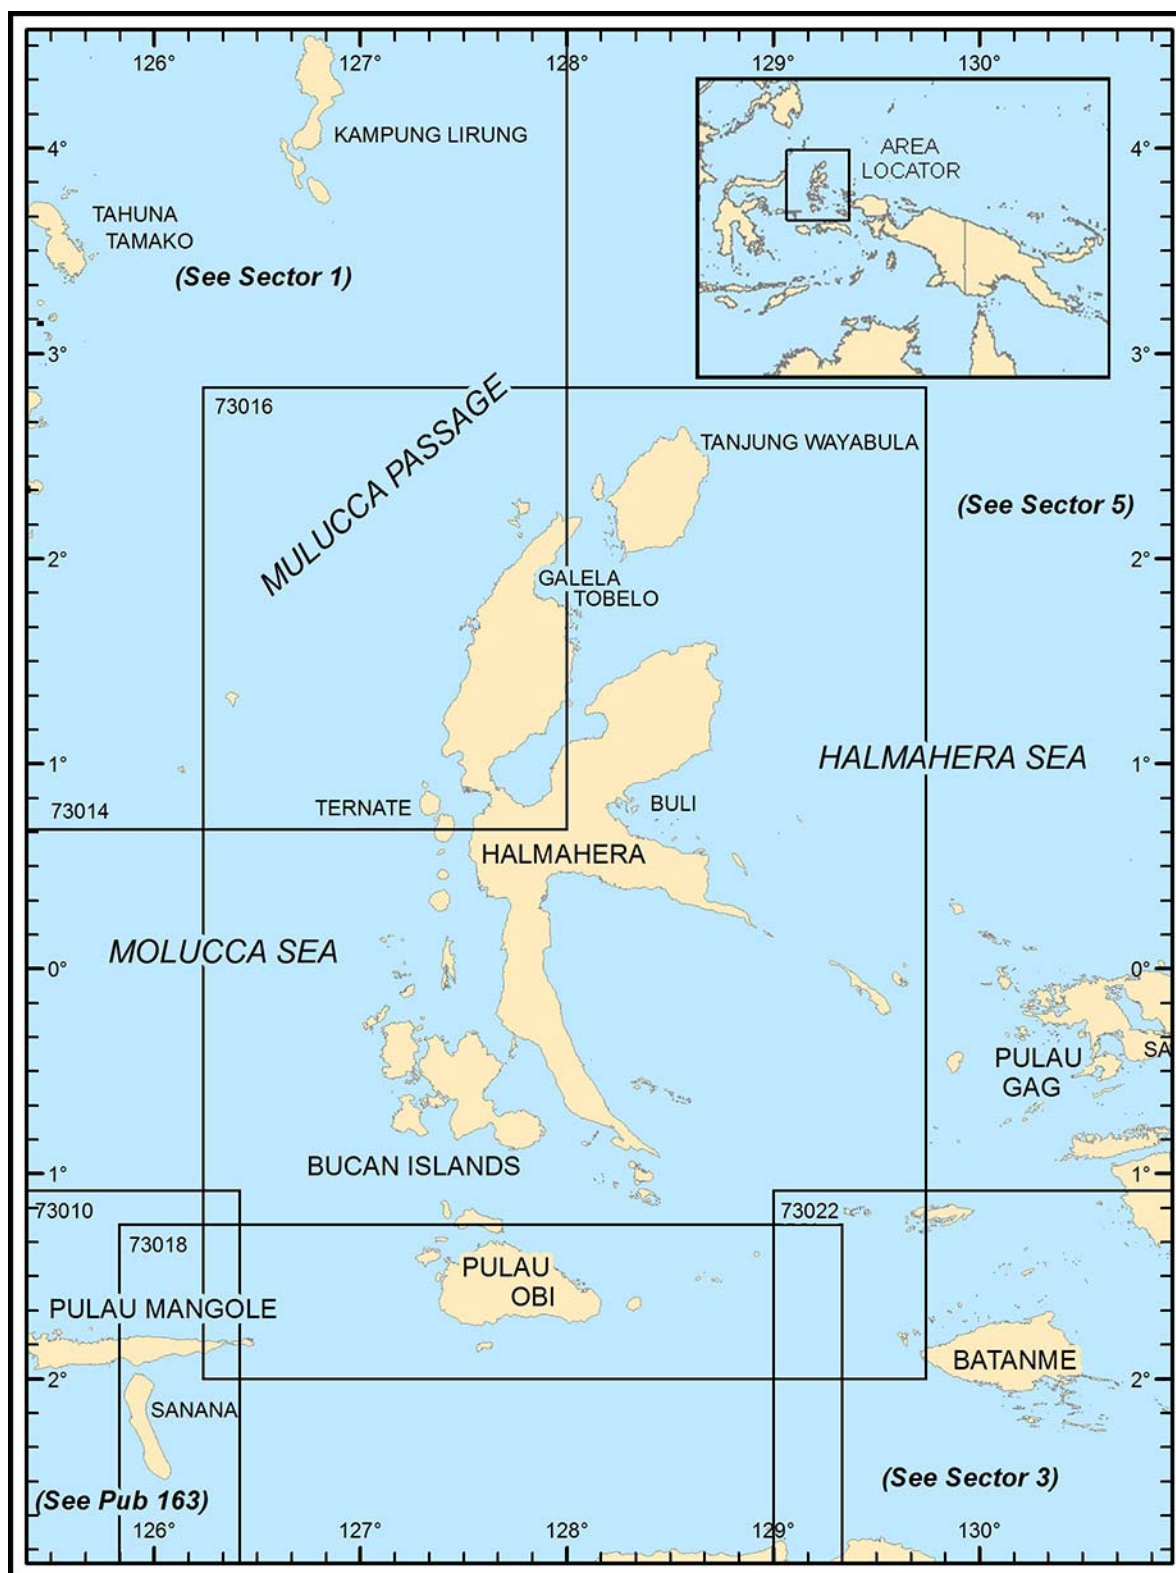 126°
127°
128°
129°
130°
4°
KAMPUNG LIRUNG
AREA
LOCATOR
4°
TAHUNA
TAMAKO
(See Sector 1)
3°
3°
73016
MULUCCA PASSAGE
TANJUNG WAYABULA
(See Sector 5)
2°
GALELA
TOBELO
2°
1°
HALMAHERA SEA
1°
73014
TERNATE
BULI
HALMAHERA
MOLUCCA SEA
0°
0°
PULAU
GAG
SA
BUCAN ISLANDS
1°
1°
73010
73022
73018
PULAU
OBI
PULAU MANGOLE
BATANME
2°
2°
SANANA
(See Sector 3)
(See Pub 163)
126°
127°
128°
129°
130°